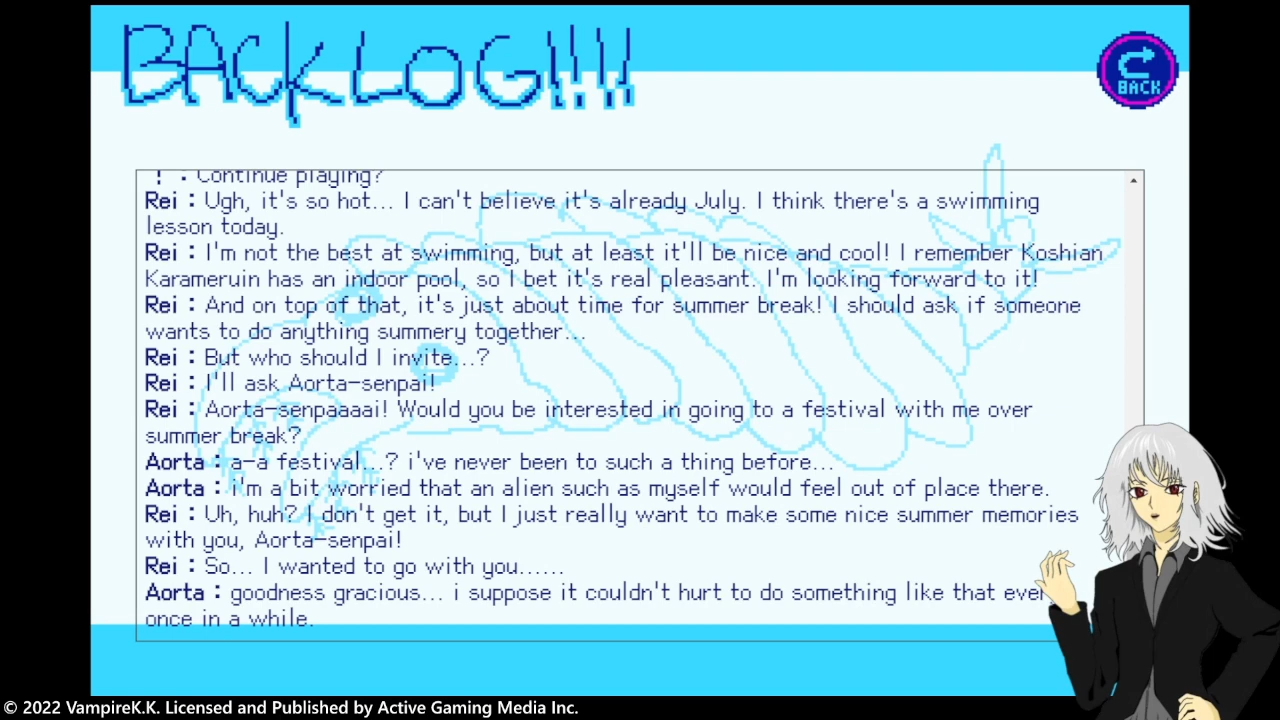 BACKLOG!!!!
BACK
! : Continue playing?
Rei : Ugh, it's so hot... I can't believe it's already July. I think there's a swimming
lesson today.
Rei : I'm not the best at swimming, but at least it'll be nice and cool! I remember Koshian
Karameruin has an indoor pool, so I bet it's real pleasant. I'm looking forward to it!
Rei : And on top of that, it's just about time for summer break! I should ask if someone
wants to do anything summery together...
Rei : But who should I invite...?
Rei : I'll ask Aorta-senpai!
Rei : Aorta-senpaaaai! Would you be interested in going to a festival with me over
summer break?
Aorta : a-a festival...? i've never been to such a thing before...
Aorta : i'm a bit worried that an alien such as myself would feel out of place there.
Rei : Uh, huh? I don't get it, but I just really want to make some nice summer memories
with you, Aorta-senpai!
Rei : So... I wanted to go with you......
Aorta : goodness gracious... i suppose it couldn't hurt to do something like that ever
once in a while.
© 2022 VampireK.K. Licensed and Published by Active Gaming Media Inc.